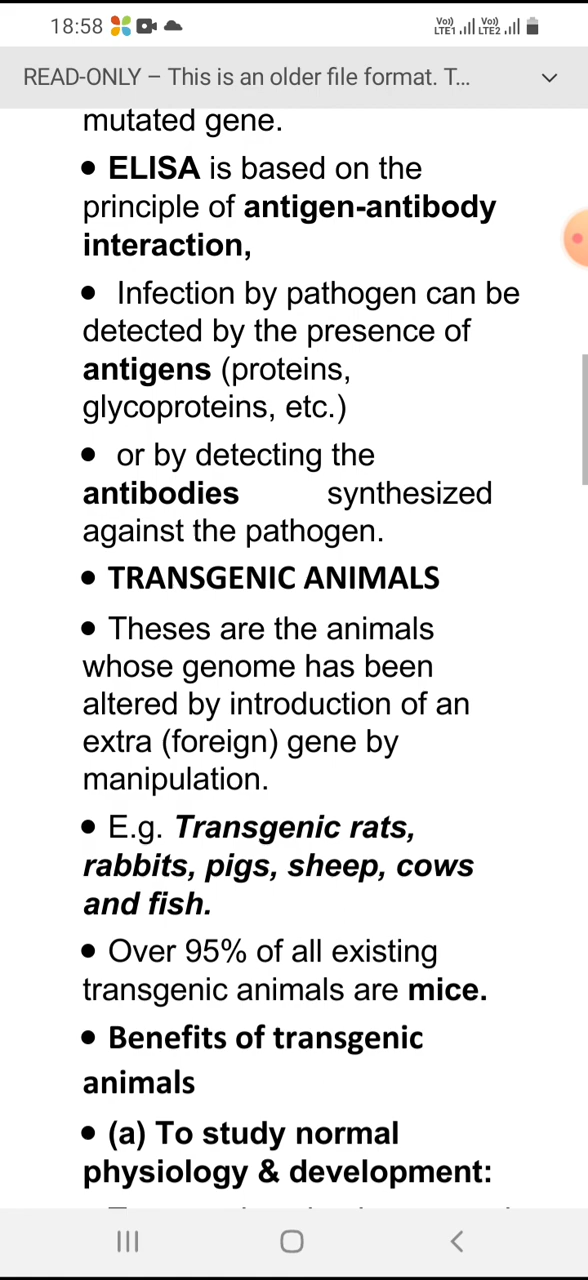 18:58
Vo)) LTE1 Vo)) LTE2
READ-ONLY – This is an older file format. T...
mutated gene.
• ELISA is based on the
principle of antigen-antibody
interaction,
• Infection by pathogen can be
detected by the presence of
antigens (proteins,
glycoproteins, etc.)
• or by detecting the
antibodies synthesized
against the pathogen.
• TRANSGENIC ANIMALS
• Theses are the animals
whose genome has been
altered by introduction of an
extra (foreign) gene by
manipulation.
• E.g. Transgenic rats,
rabbits, pigs, sheep, cows
and fish.
• Over 95% of all existing
transgenic animals are mice.
• Benefits of transgenic
animals
• (a) To study normal
physiology & development: